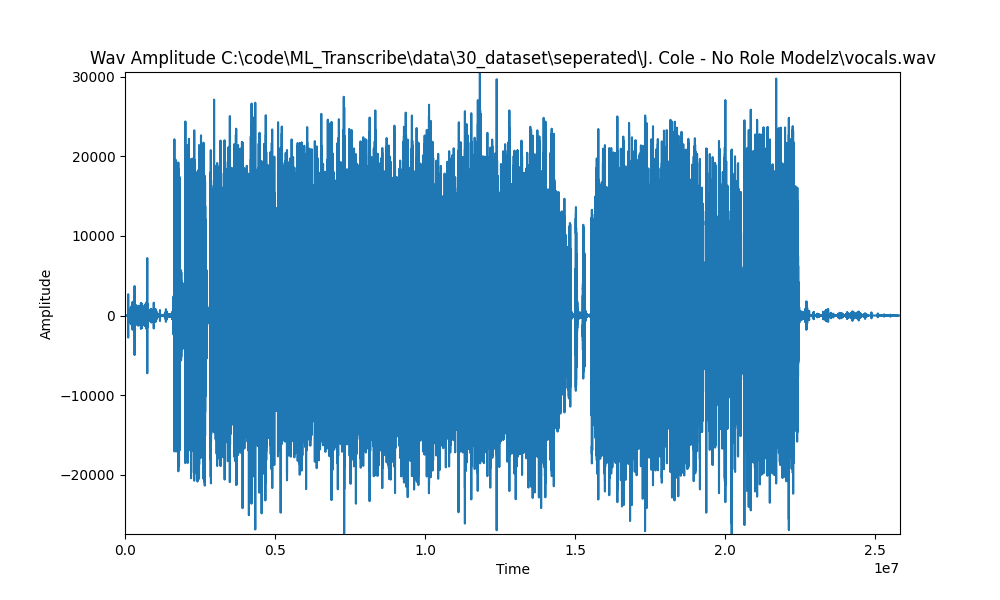 Wav Amplitude C:\code\ML_Transcribe\data\30_dataset\seperated\J. Cole - No Role Modelz\vocals.wav
30000
20000
10000
0
−10000
−20000
Amplitude
0.0 0.5 1.0 1.5 2.0 2.5
1e7
Time